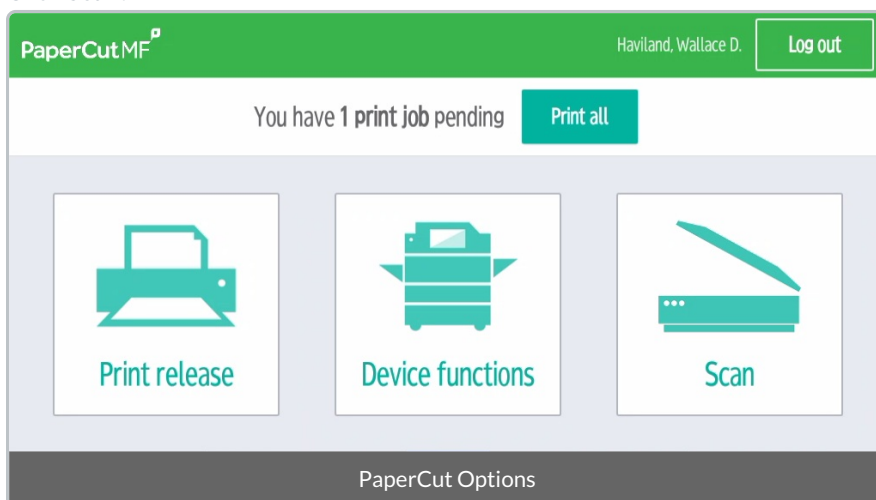 PaperCut MF
Haviland, Wallace D.
Log out
You have 1 print job pending
Print all
Print release
Device functions
Scan
PaperCut Options